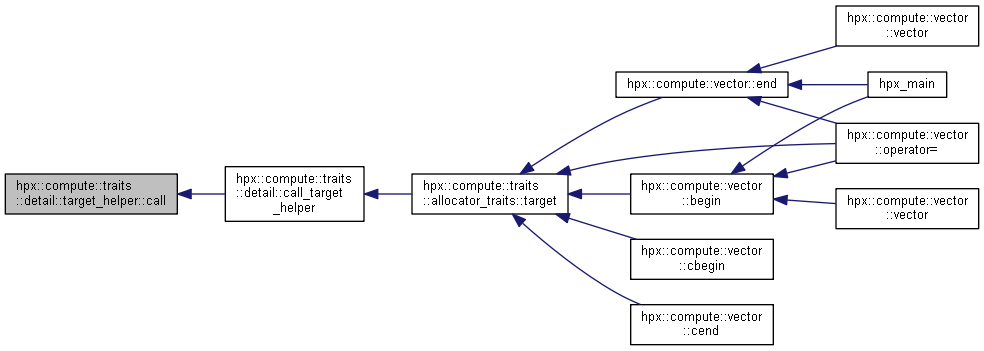 hpx::compute::traits
::detail::target_helper::call
hpx::compute::traits
::detail::call_target
_helper
hpx::compute::traits
::allocator_traits::target
hpx::compute::vector::end
hpx::compute::vector
::begin
hpx::compute::vector
::cbegin
hpx::compute::vector
::cend
hpx::compute::vector
::vector
hpx_main
hpx::compute::vector
::operator=
hpx::compute::vector
::vector